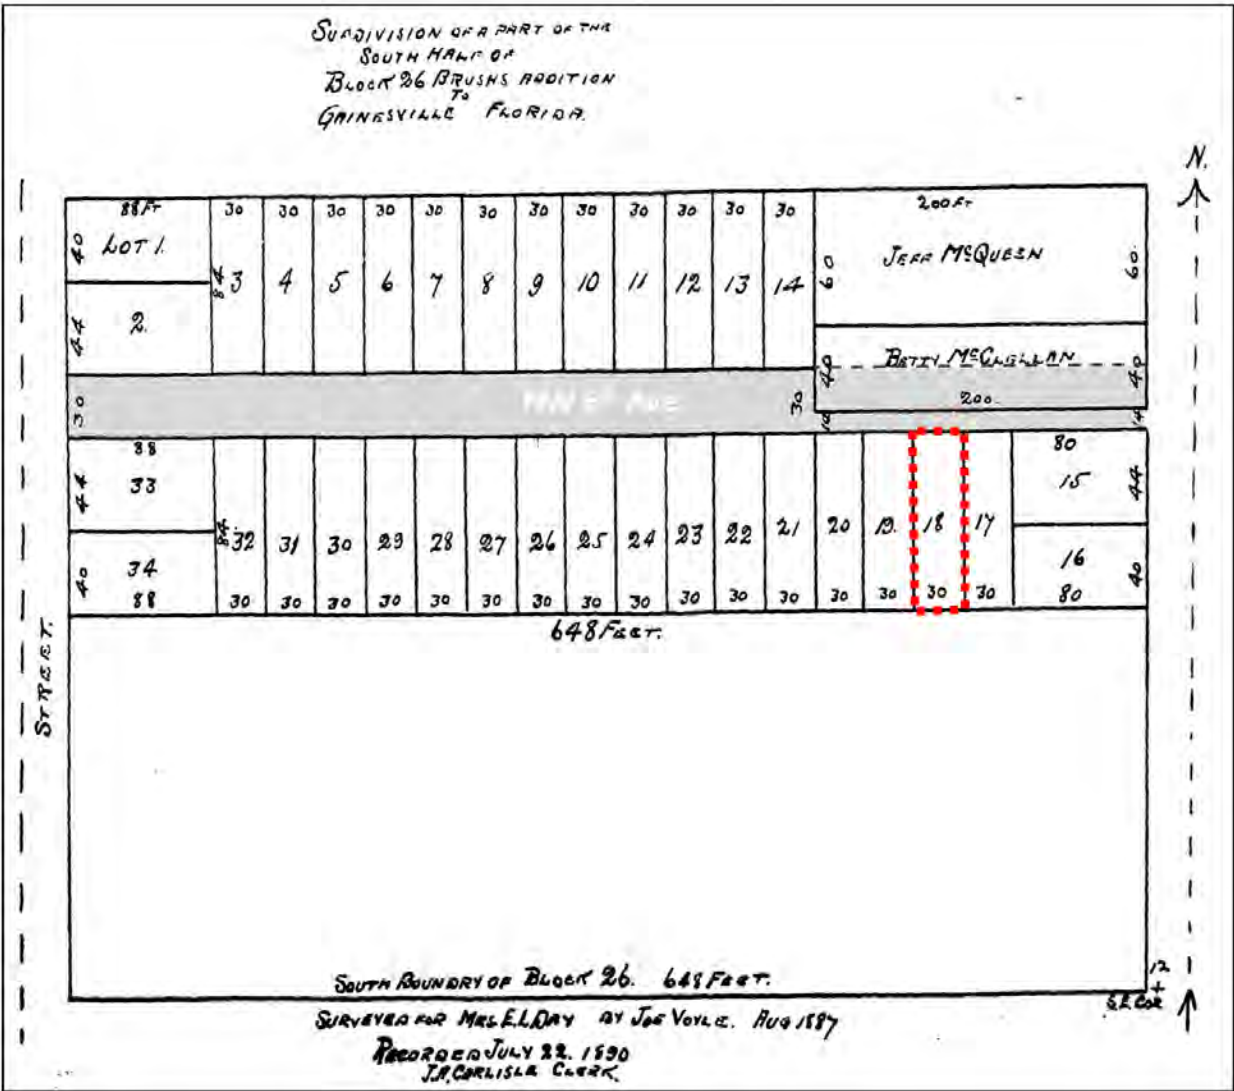 SUBDIVISION OF A PART OF THE
SOUTH HALF OF
BLOCK 26 BRUSHS ADDITION
TO
GAINESVILLE FLORIDA.
N.
88 FT 30 30 30 30 30 30 30 30 30 30 30 30 200 FT
40 LOT 1. 84 3 4 5 6 7 8 9 10 11 12 13 14 60 JEFF McQUEEN 60
44 2.
40 BETTY McCLELLAN 40
30 AVE 30 200.
14 14
88 80
44 33 15 44
84 32 31 30 29 28 27 26 25 24 23 22 21 20 19. 18 17
40 34 16 40
88 30 30 30 30 30 30 30 30 30 30 30 30 30 30 30 30 80
648 FEET.
STREET.
SOUTH BOUNDRY OF BLOCK 26. 648 FEET.
12
S.E. COR
SURVEYED FOR MRS E.L. DAY BY JOE VOYLE. AUG 1887
RECORDED JULY 22. 1890
J.A. CARLISLE CLERK.